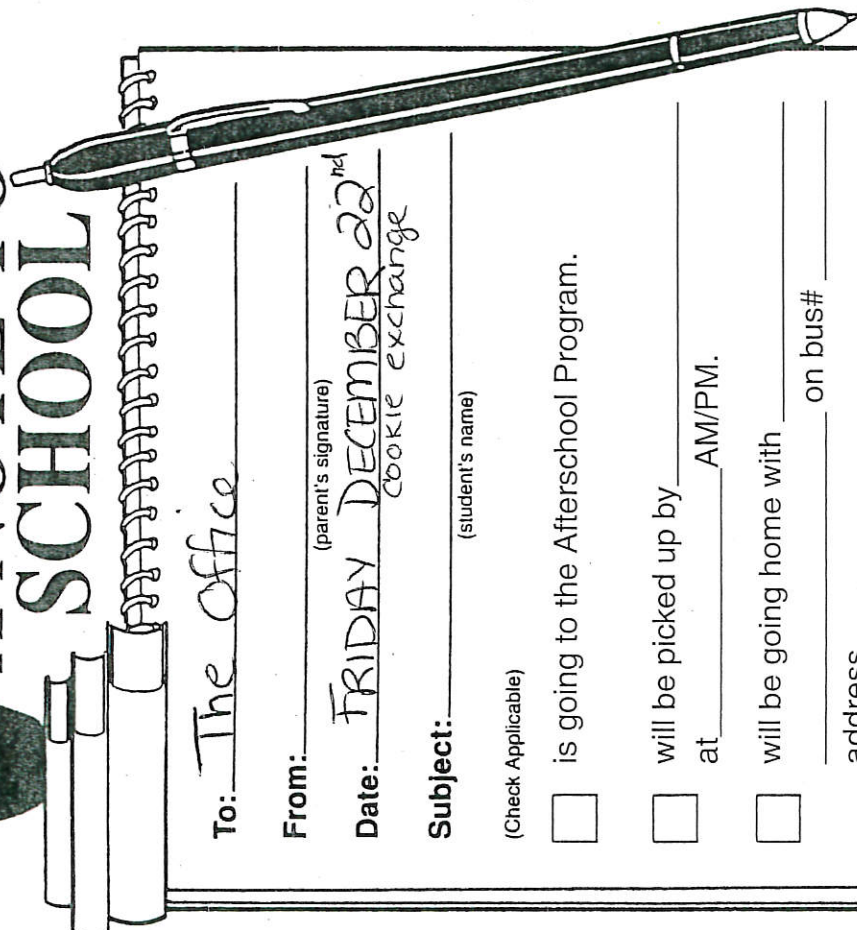 SCHOOL
To: The Office
From:
(parent's signature)
Date: FRIDAY DECEMBER 22nd
cookie exchange
Subject:
(student's name)
(Check Applicable)
is going to the Afterschool Program.
will be picked up by
at AM/PM.
will be going home with
on bus#
address